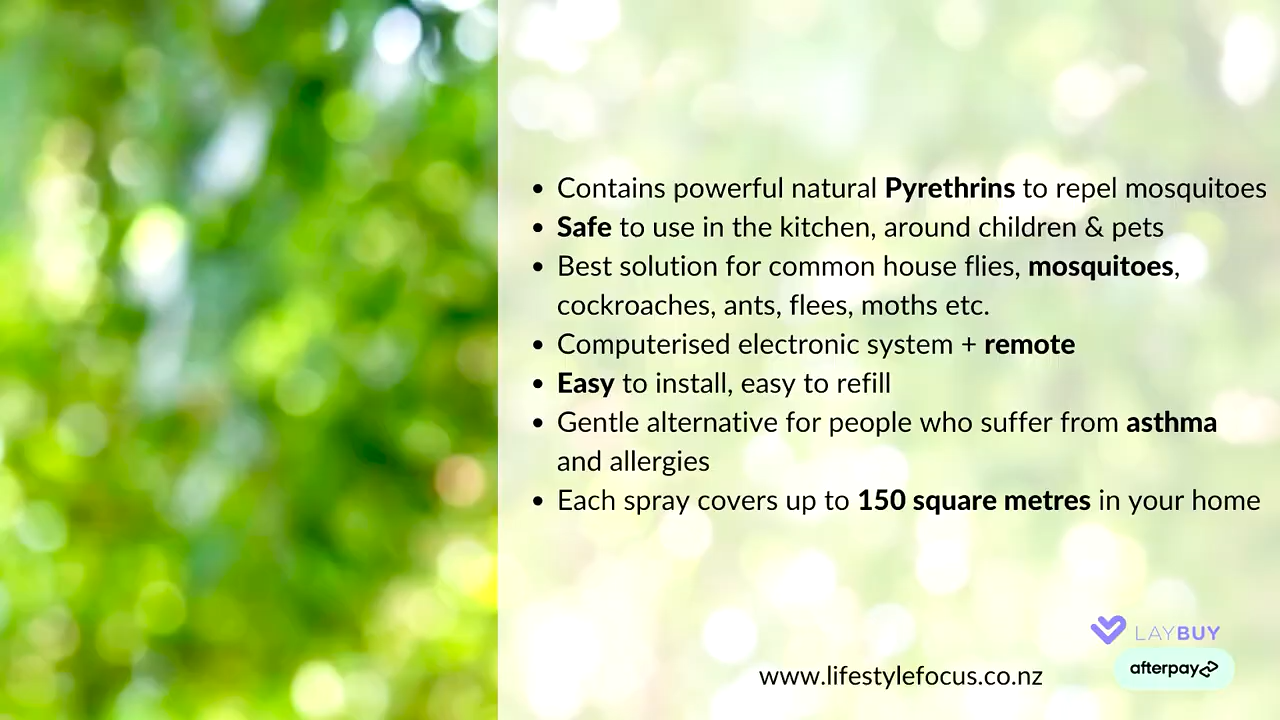 • Contains powerful natural Pyrethrins to repel mosquitoes
• Safe to use in the kitchen, around children & pets
• Best solution for common house flies, mosquitoes,
cockroaches, ants, flees, moths etc.
• Computerised electronic system + remote
• Easy to install, easy to refill
• Gentle alternative for people who suffer from asthma
and allergies
• Each spray covers up to 150 square metres in your home
LAYBUY
afterpay
www.lifestylefocus.co.nz